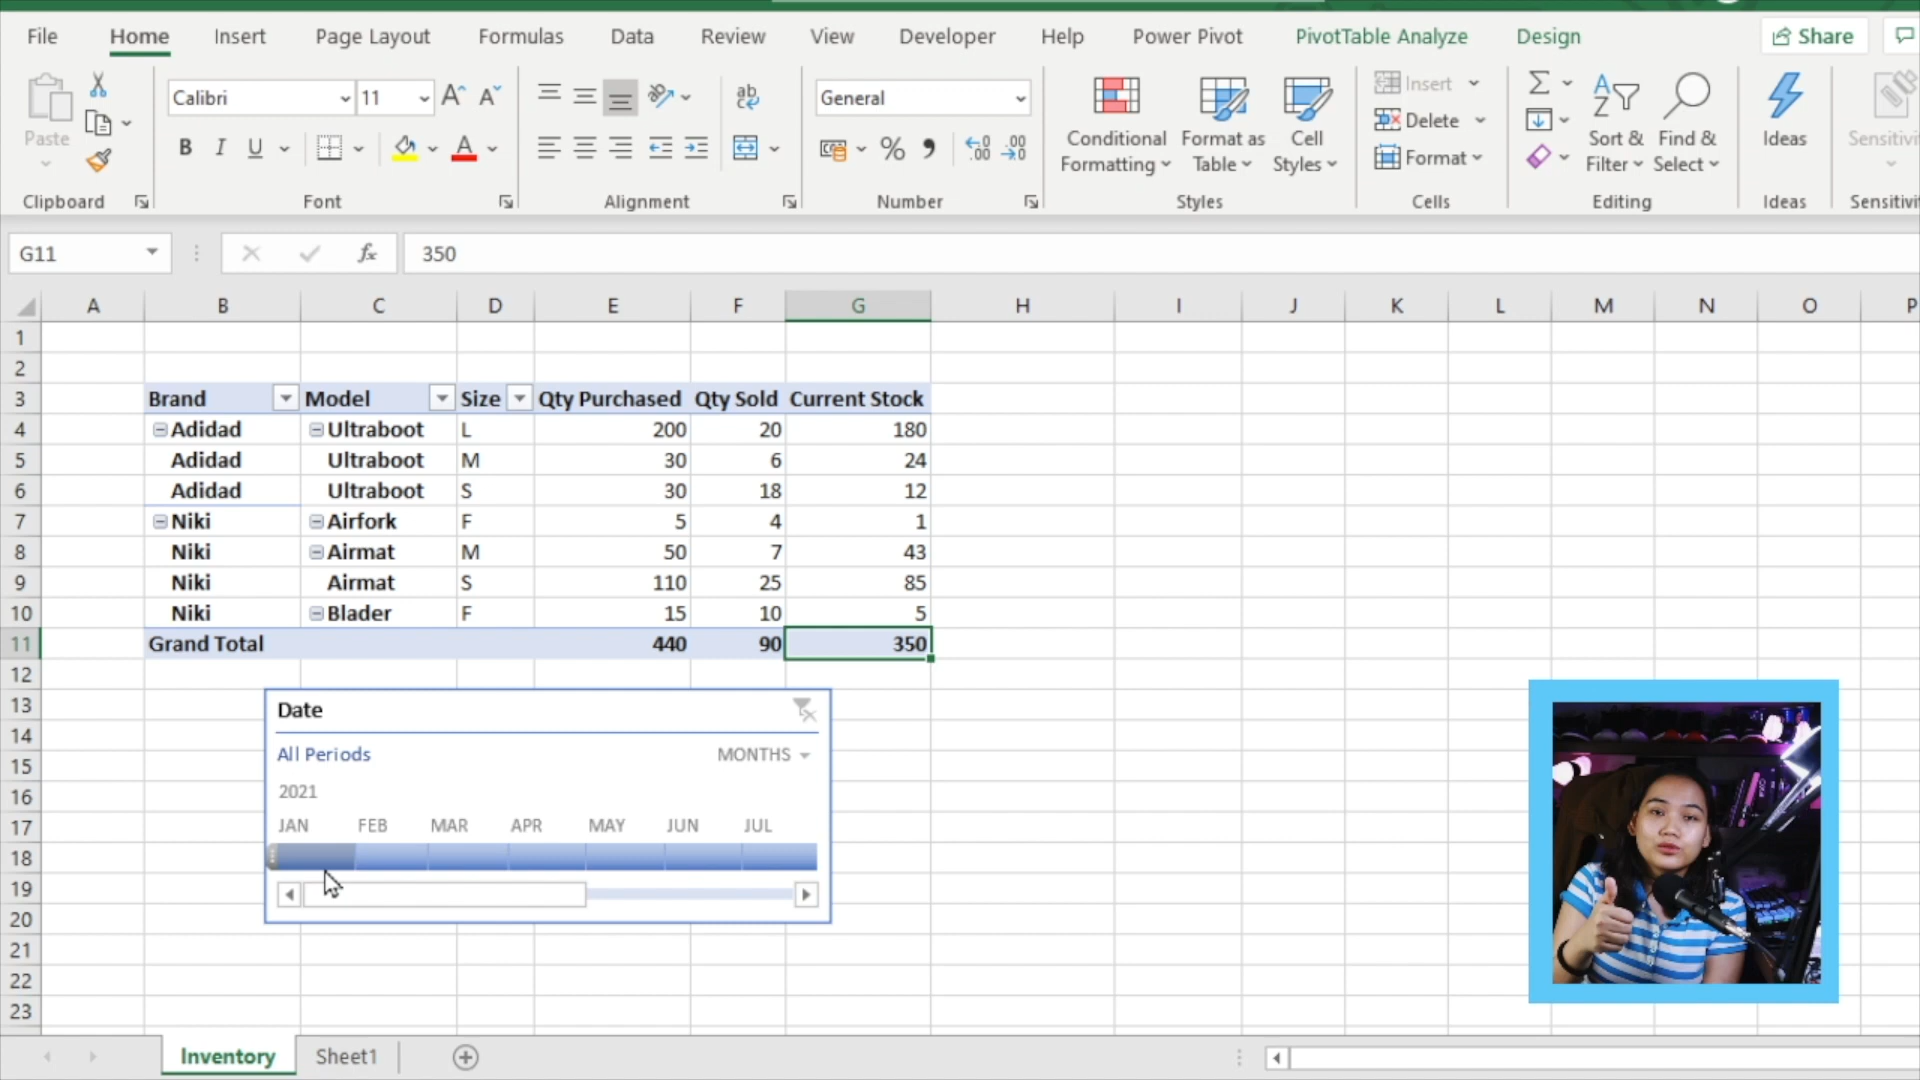 File Home Insert Page Layout Formulas Data Review View Developer Help Power Pivot PivotTable Analyze Design Share
Calibri 11 General
Paste Conditional Formatting Format as Table Cell Styles Insert Delete Format Sort & Filter Find & Select Ideas Sensitivi
Clipboard Font Alignment Number Styles Cells Editing Ideas Sensitivi
G11 fx 350
A B C D E F G H I J K L M N O P
1
2
3 Brand Model Size Qty Purchased Qty Sold Current Stock
4 Adidad Ultraboot L 200 20 180
5 Adidad Ultraboot M 30 6 24
6 Adidad Ultraboot S 30 18 12
7 Niki Airfork F 5 4 1
8 Niki Airmat M 50 7 43
9 Niki Airmat S 110 25 85
10 Niki Blader F 15 10 5
11 Grand Total 440 90 350
12
13 Date
14
15 All Periods MONTHS
16 2021
17 JAN FEB MAR APR MAY JUN JUL
18
19
20
21
22
23
Inventory Sheet1